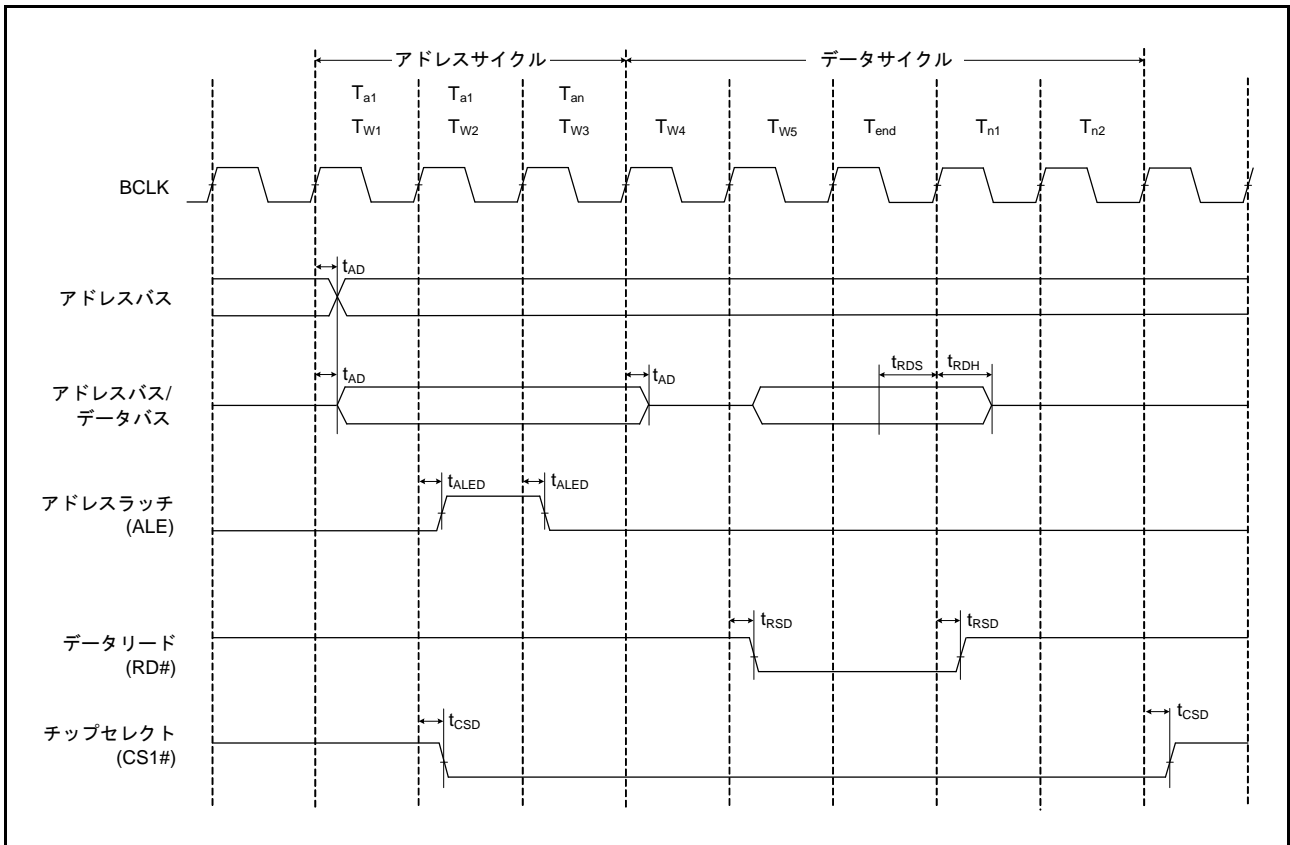 アドレスサイクル データサイクル
Ta1 Ta1 Tan
TW1 TW2 TW3 TW4 TW5 Tend Tn1 Tn2
BCLK
tAD
アドレスバス
tAD tAD tRDS tRDH
アドレスバス/
データバス
tALED tALED
アドレスラッチ
(ALE)
tRSD tRSD
データリード
(RD#)
tCSD tCSD
チップセレクト
(CS1#)